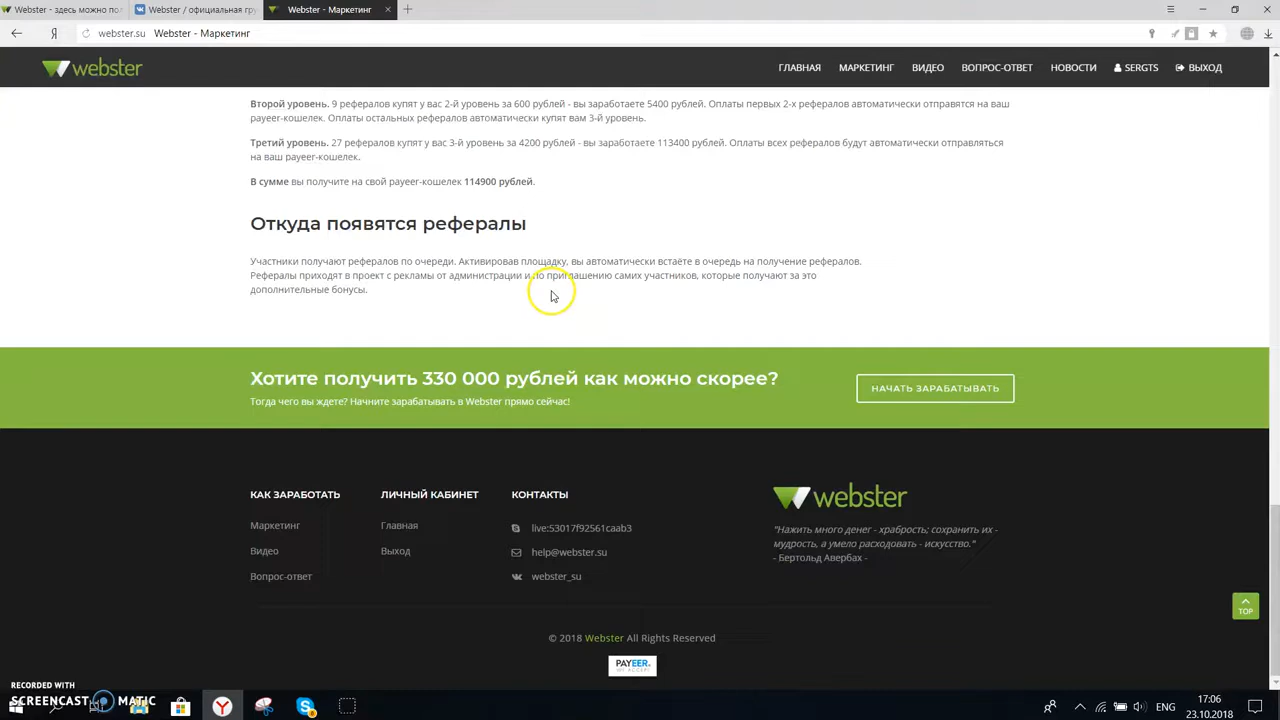 Webster - здесь можно пол
Webster / официальная гру
Webster - Маркетинг
webster.su Webster - Маркетинг
webster
ГЛАВНАЯ МАРКЕТИНГ ВИДЕО ВОПРОС-ОТВЕТ НОВОСТИ SERGTS ВЫХОД
Второй уровень. 9 рефералов купят у вас 2-й уровень за 600 рублей - вы заработаете 5400 рублей. Оплаты первых 2-х рефералов автоматически отправятся на ваш
payeer-кошелек. Оплаты остальных рефералов автоматически купят вам 3-й уровень.
Третий уровень. 27 рефералов купят у вас 3-й уровень за 4200 рублей - вы заработаете 113400 рублей. Оплаты всех рефералов будут автоматически отправляться
на ваш payeer-кошелек.
В сумме вы получите на свой payeer-кошелек 114900 рублей.
Откуда появятся рефералы
Участники получают рефералов по очереди. Активировав площадку, вы автоматически встаёте в очередь на получение рефералов.
Рефералы приходят в проект с рекламы от администрации и по приглашению самих участников, которые получают за это
дополнительные бонусы.
Хотите получить 330 000 рублей как можно скорее?
Тогда чего вы ждете? Начните зарабатывать в Webster прямо сейчас!
НАЧАТЬ ЗАРАБАТЫВАТЬ
КАК ЗАРАБОТАТЬ
Маркетинг
Видео
Вопрос-ответ
ЛИЧНЫЙ КАБИНЕТ
Главная
Выход
КОНТАКТЫ
live:53017f92561caab3
help@webster.su
webster_su
webster
"Нажить много денег - храбрость; сохранить их -
мудрость, а умело расходовать - искусство."
- Бертольд Авербах -
TOP
© 2018 Webster All Rights Reserved
PAYEER
WE ACCEPT
RECORDED WITH
SCREENCAST MATIC
ENG
17:06
23.10.2018